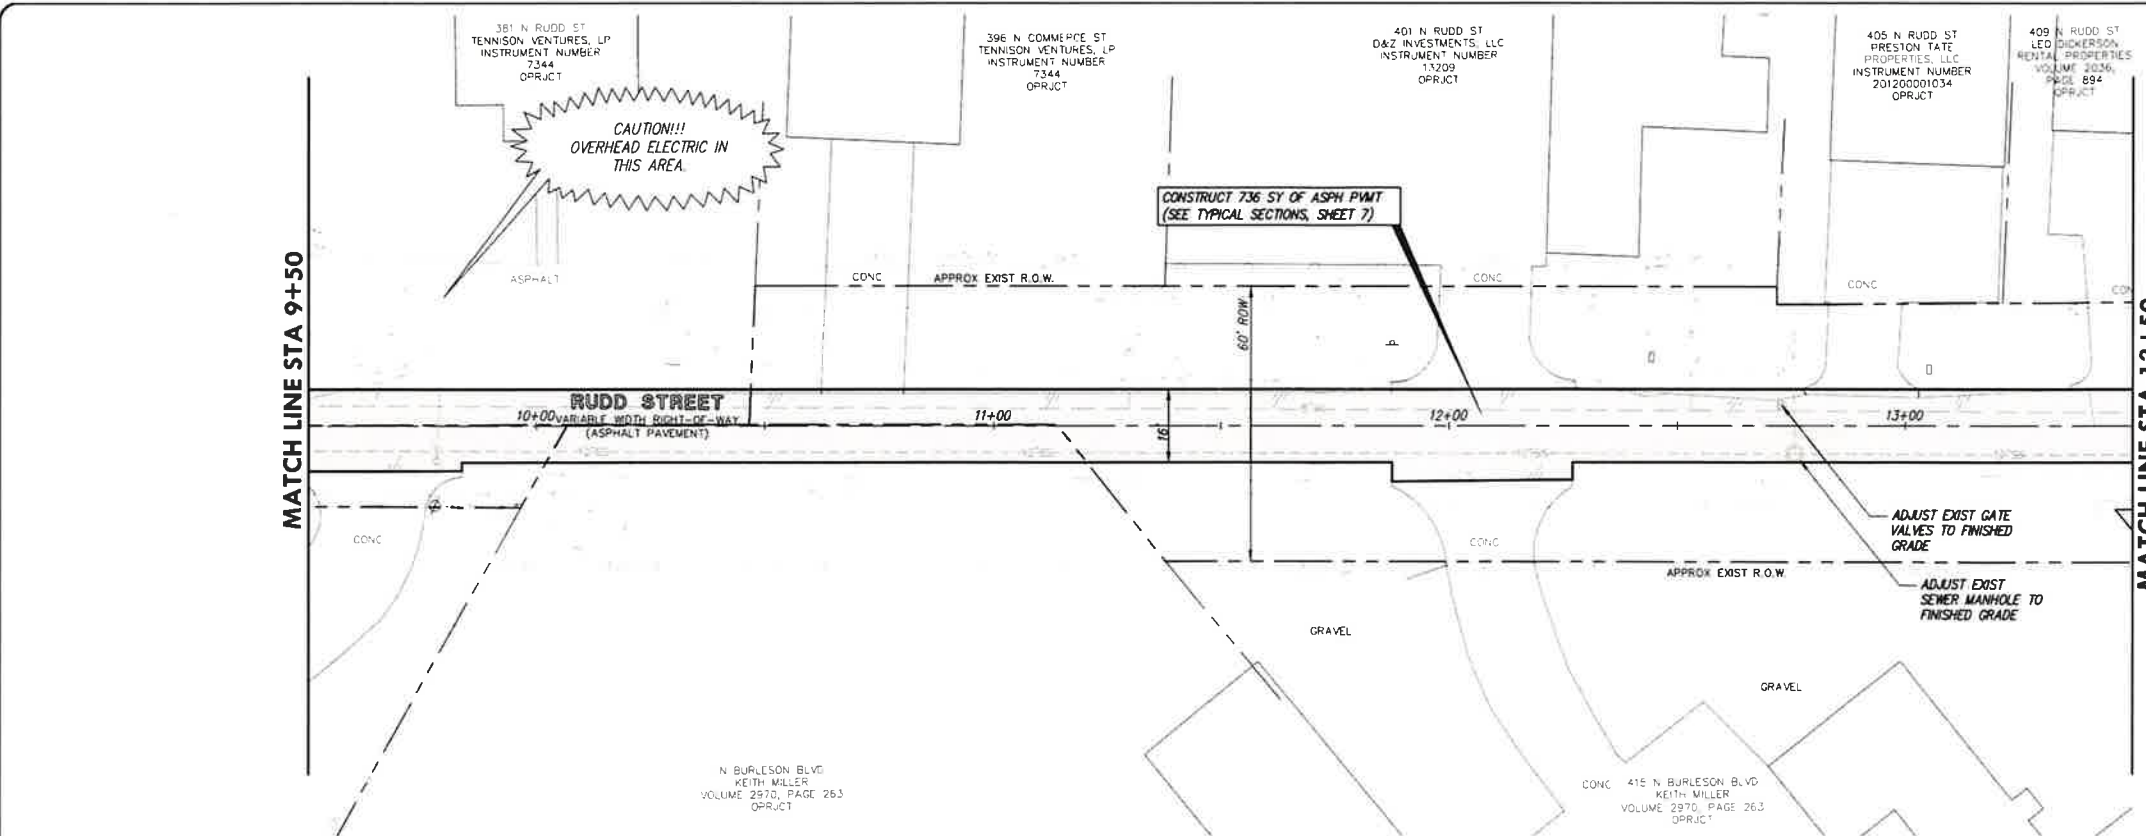 381 N RUDD ST
TENNISON VENTURES, LP
INSTRUMENT NUMBER
7344
OPRJCT
396 N COMMERCE ST
TENNISON VENTURES, LP
INSTRUMENT NUMBER
7344
OPRJCT
401 N RUDD ST
D&Z INVESTMENTS, LLC
INSTRUMENT NUMBER
13209
OPRJCT
405 N RUDD ST
PRESTON TATE
PROPERTIES, LLC
INSTRUMENT NUMBER
201200001034
OPRJCT
409 N RUDD ST
LEO DICKERSON
RENTAL PROPERTIES
VOLUME 2036,
PAGE 894
OPRJCT
CAUTION!!!
OVERHEAD ELECTRIC IN
THIS AREA.
CONSTRUCT 736 SY OF ASPH PVMT
(SEE TYPICAL SECTIONS, SHEET 7)
MATCH LINE STA 9+50
ASPHALT
CONC
APPROX EXIST R.O.W.
CONC
CONC
CON
60' ROW
RUDD STREET
10+00
VARIABLE WIDTH RIGHT-OF-WAY
(ASPHALT PAVEMENT)
11+00
16'
12+00
13+00
MATCH LINE STA 13+50
CONC
CONC
ADJUST EXIST GATE
VALVES TO FINISHED
GRADE
APPROX EXIST R.O.W.
ADJUST EXIST
SEWER MANHOLE TO
FINISHED GRADE
GRAVEL
GRAVEL
N BURLESON BLVD
KEITH MILLER
VOLUME 2970, PAGE 263
OPRJCT
CONC
415 N BURLESON BLVD
KEITH MILLER
VOLUME 2970, PAGE 263
OPRJCT